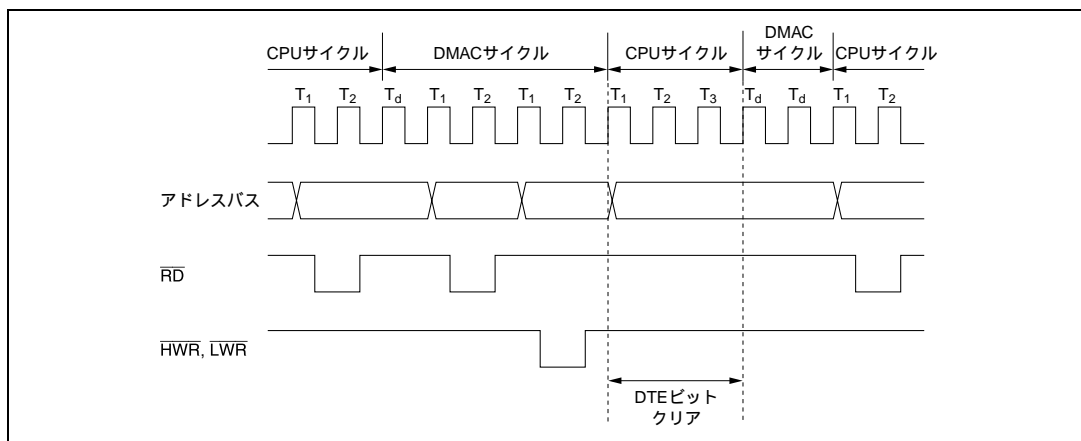 CPUサイクル DMACサイクル CPUサイクル DMAC
サイクル CPUサイクル
T1 T2 Td T1 T2 T1 T2 T1 T2 T3 Td Td T1 T2
アドレスバス
RD
HWR, LWR
DTEビット
クリア